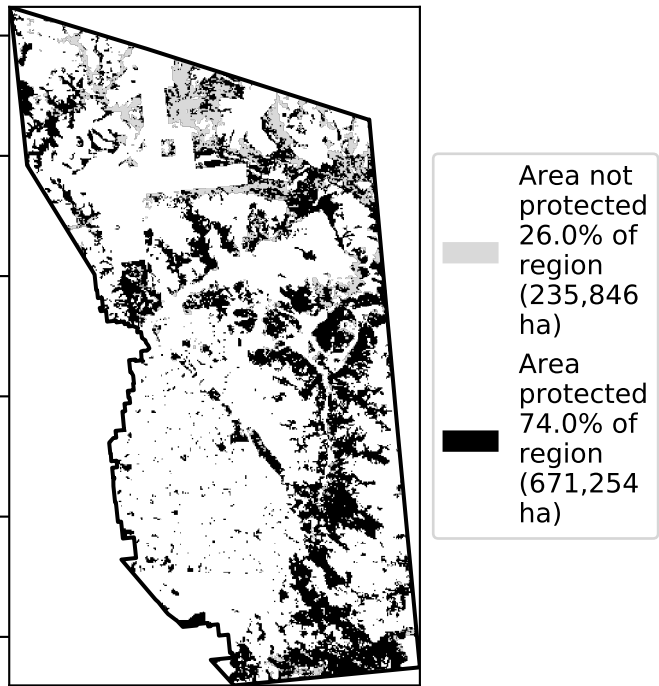 Area not
protected
26.0% of
region
(235,846
ha)
Area
protected
74.0% of
region
(671,254
ha)